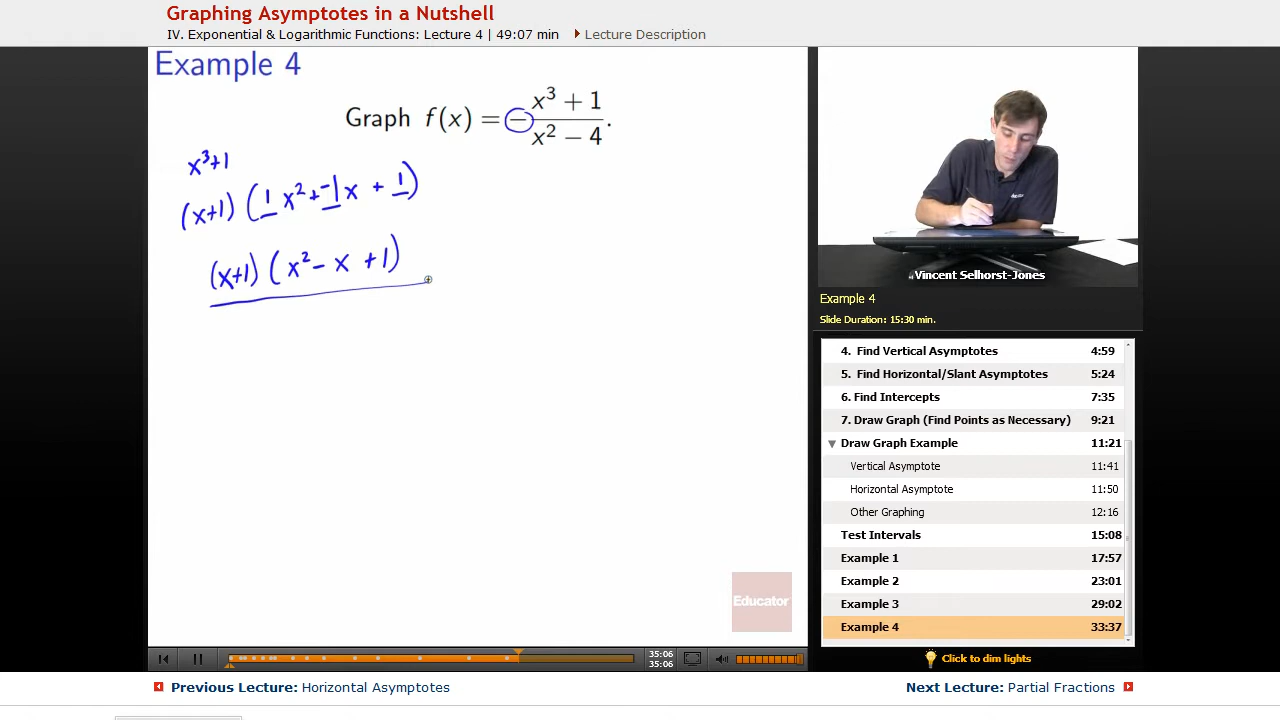 Graphing Asymptotes in a Nutshell
IV. Exponential & Logarithmic Functions: Lecture 4 | 49:07 min
Lecture Description
Example 4
Graph f(x) = − (x³ + 1)/(x² − 4).
x³+1
(x+1) (1x² + -1x + 1)
(x+1) (x² − x + 1)
Educator
Vincent Selhorst-Jones
Example 4
Slide Duration: 15:30 min.
4. Find Vertical Asymptotes 4:59
5. Find Horizontal/Slant Asymptotes 5:24
6. Find Intercepts 7:35
7. Draw Graph (Find Points as Necessary) 9:21
Draw Graph Example 11:21
Vertical Asymptote 11:41
Horizontal Asymptote 11:50
Other Graphing 12:16
Test Intervals 15:08
Example 1 17:57
Example 2 23:01
Example 3 29:02
Example 4 33:37
35:06
35:06
Click to dim lights
Previous Lecture: Horizontal Asymptotes
Next Lecture: Partial Fractions